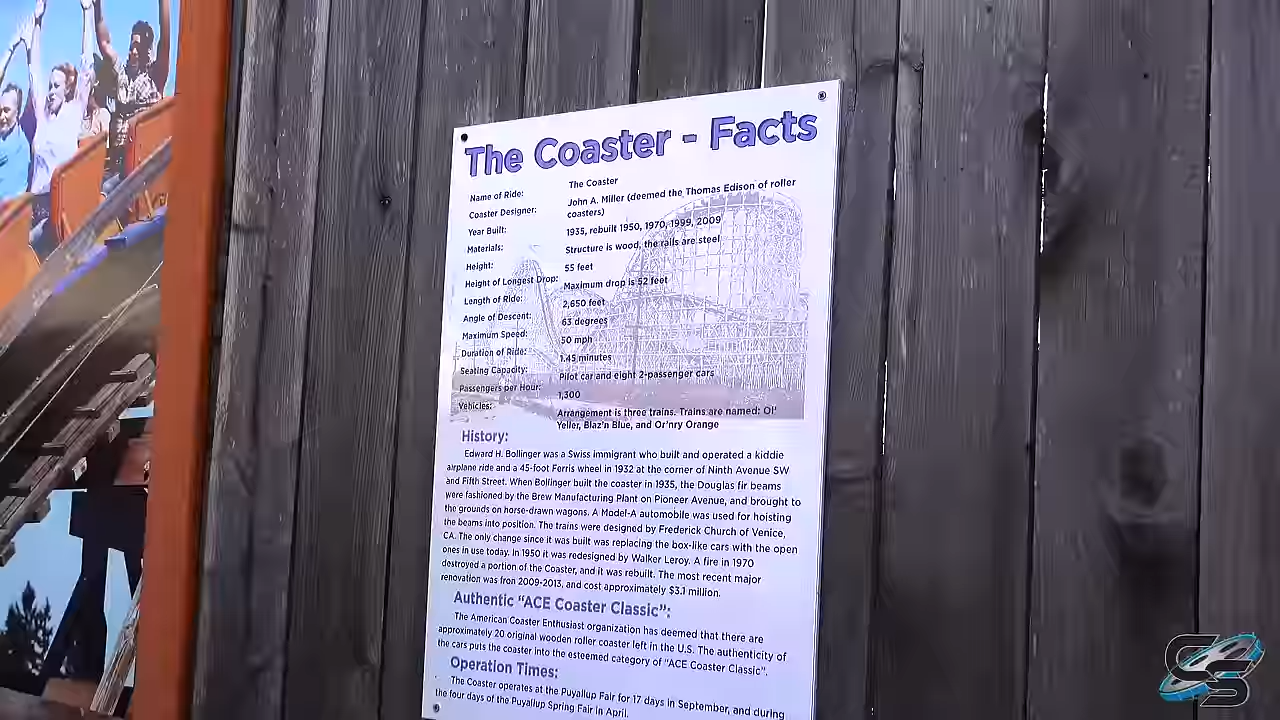 The Coaster - Facts
Name of Ride: The Coaster
Coaster Designer: John A. Miller (deemed the Thomas Edison of roller
coasters)
Year Built: 1935, rebuilt 1950, 1970, 1999, 2009
Materials: Structure is wood, the rails are steel
Height: 55 feet
Height of Longest Drop: Maximum drop is 52 feet
Length of Ride: 2,650 feet
Angle of Descent: 63 degrees
Maximum Speed: 50 mph
Duration of Ride: 1.45 minutes
Seating Capacity: Pilot car and eight 2-passenger cars
Passengers per Hour: 1,300
Vehicles: Arrangement is three trains. Trains are named: Ol'
Yeller, Blaz'n Blue, and Or'nry Orange
History:
Edward H. Bollinger was a Swiss immigrant who built and operated a kiddie
airplane ride and a 45-foot Ferris wheel in 1932 at the corner of Ninth Avenue SW
and Fifth Street. When Bollinger built the coaster in 1935, the Douglas fir beams
were fashioned by the Brew Manufacturing Plant on Pioneer Avenue, and brought to
the grounds on horse-drawn wagons. A Model-A automobile was used for hoisting
the beams into position. The trains were designed by Frederick Church of Venice,
CA. The only change since it was built was replacing the box-like cars with the open
ones in use today. In 1950 it was redesigned by Walker Leroy. A fire in 1970
destroyed a portion of the Coaster, and it was rebuilt. The most recent major
renovation was fron 2009-2013, and cost approximately $3.1 million.
Authentic "ACE Coaster Classic":
The American Coaster Enthusiast organization has deemed that there are
approximately 20 original wooden roller coaster left in the U.S. The authenticity of
the cars puts the coaster into the esteemed category of "ACE Coaster Classic".
Operation Times:
The Coaster operates at the Puyallup Fair for 17 days in September, and during
the four days of the Puyallup Spring Fair in April.
CS